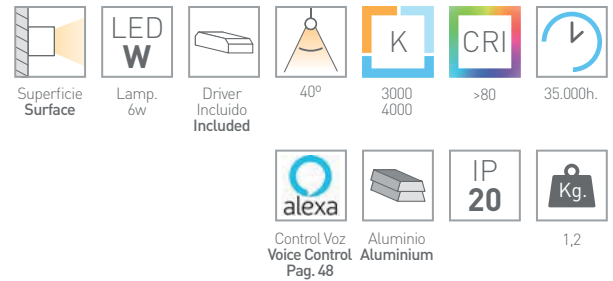 LED
W
K
CRI
Superficie
Surface
Lamp.
6w
Driver
Incluido
Included
40º
3000
4000
>80
35.000h.
alexa
IP
20
Kg.
Control Voz
Voice Control
Pag. 48
Aluminio
Aluminium
1,2